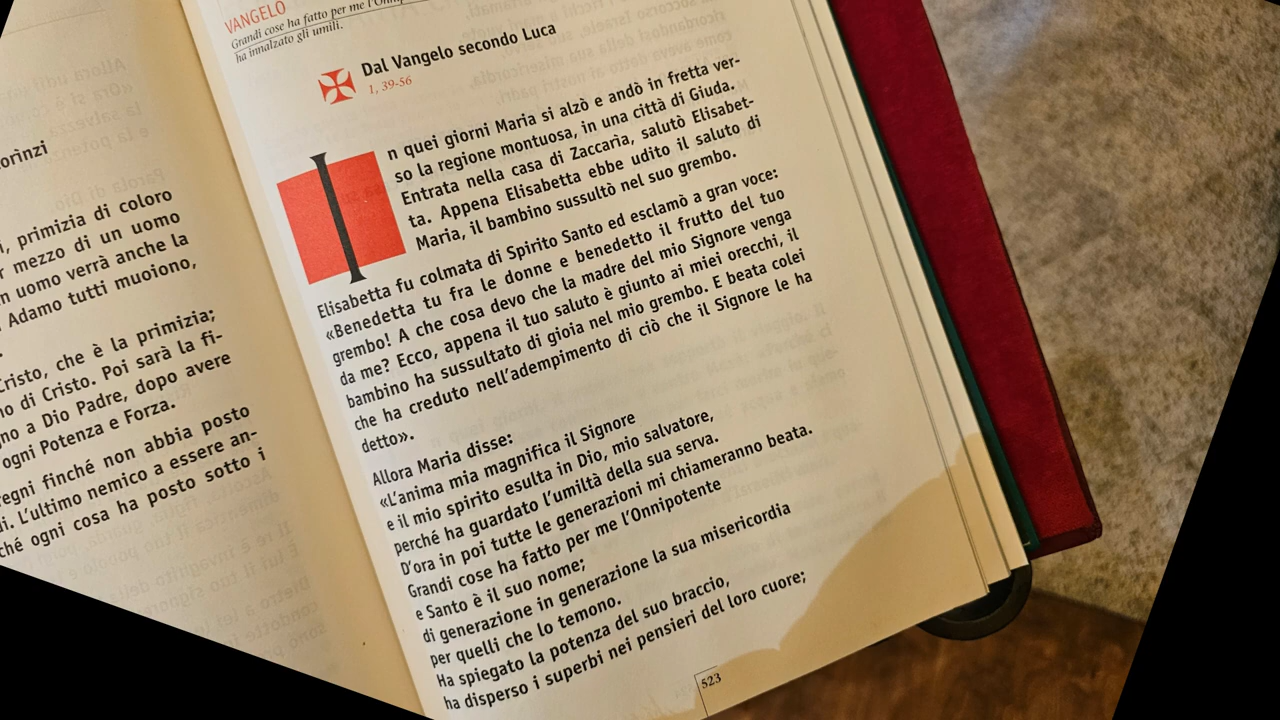 orìnzi
i, primizia di coloro
r mezzo di un uomo
n uomo verrà anche la
Adamo tutti muoiono,
risto, che è la primizia;
no di Cristo. Poi sarà la fi-
gno a Dio Padre, dopo avere
ogni Potenza e Forza.
egni finché non abbia posto
di. L'ultimo nemico a essere an-
ché ogni cosa ha posto sotto i
VANGELO
Grandi cose ha fatto per me l'Onnip
ha innalzato gli umili.
Dal Vangelo secondo Luca
1, 39-56
In quei giorni Maria si alzò e andò in fretta ver-
so la regione montuosa, in una città di Giuda.
Entrata nella casa di Zaccarìa, salutò Elisabet-
ta. Appena Elisabetta ebbe udito il saluto di
Maria, il bambino sussultò nel suo grembo.
Elisabetta fu colmata di Spirito Santo ed esclamò a gran voce:
«Benedetta tu fra le donne e benedetto il frutto del tuo
grembo! A che cosa devo che la madre del mio Signore venga
da me? Ecco, appena il tuo saluto è giunto ai miei orecchi, il
bambino ha sussultato di gioia nel mio grembo. E beata colei
che ha creduto nell'adempimento di ciò che il Signore le ha
detto».
Allora Maria disse:
«L'anima mia magnifica il Signore
e il mio spirito esulta in Dio, mio salvatore,
perché ha guardato l'umiltà della sua serva.
D'ora in poi tutte le generazioni mi chiameranno beata.
Grandi cose ha fatto per me l'Onnipotente
e Santo è il suo nome;
di generazione in generazione la sua misericordia
per quelli che lo temono.
Ha spiegato la potenza del suo braccio,
ha disperso i superbi nei pensieri del loro cuore;
523